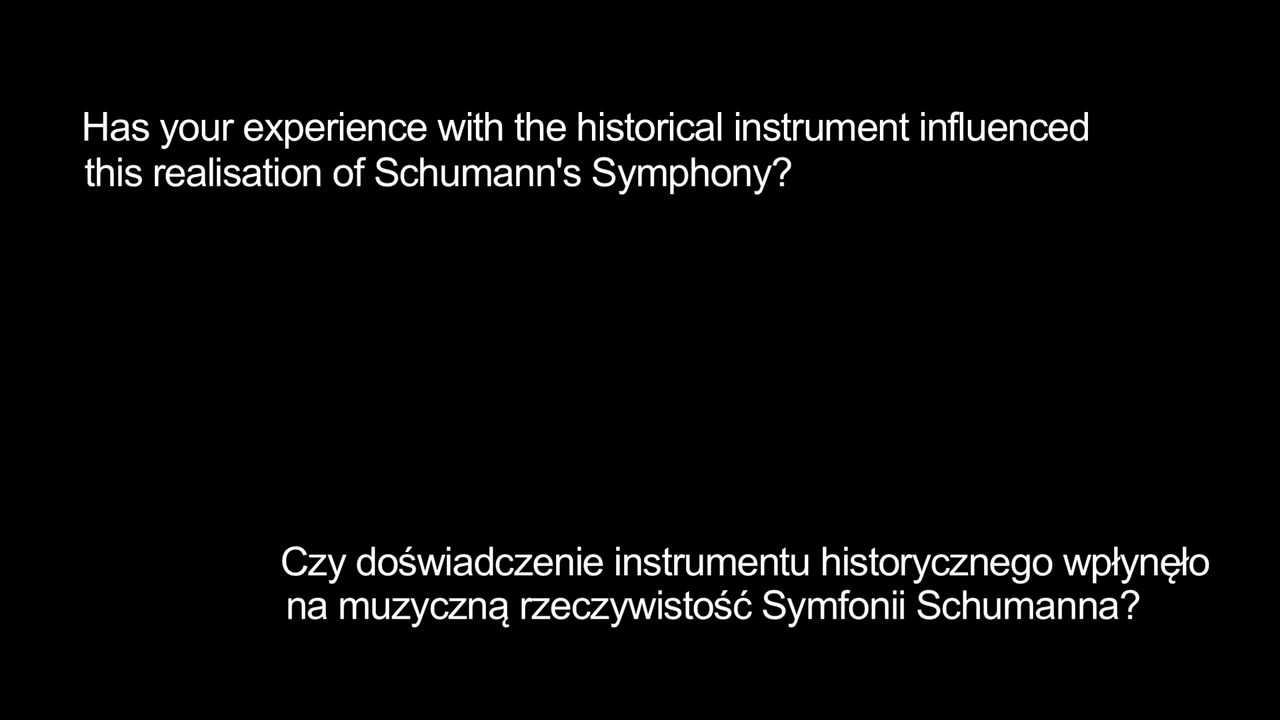 Has your experience with the historical instrument influenced
this realisation of Schumann's Symphony?
Czy doświadczenie instrumentu historycznego wpłynęło
na muzyczną rzeczywistość Symfonii Schumanna?